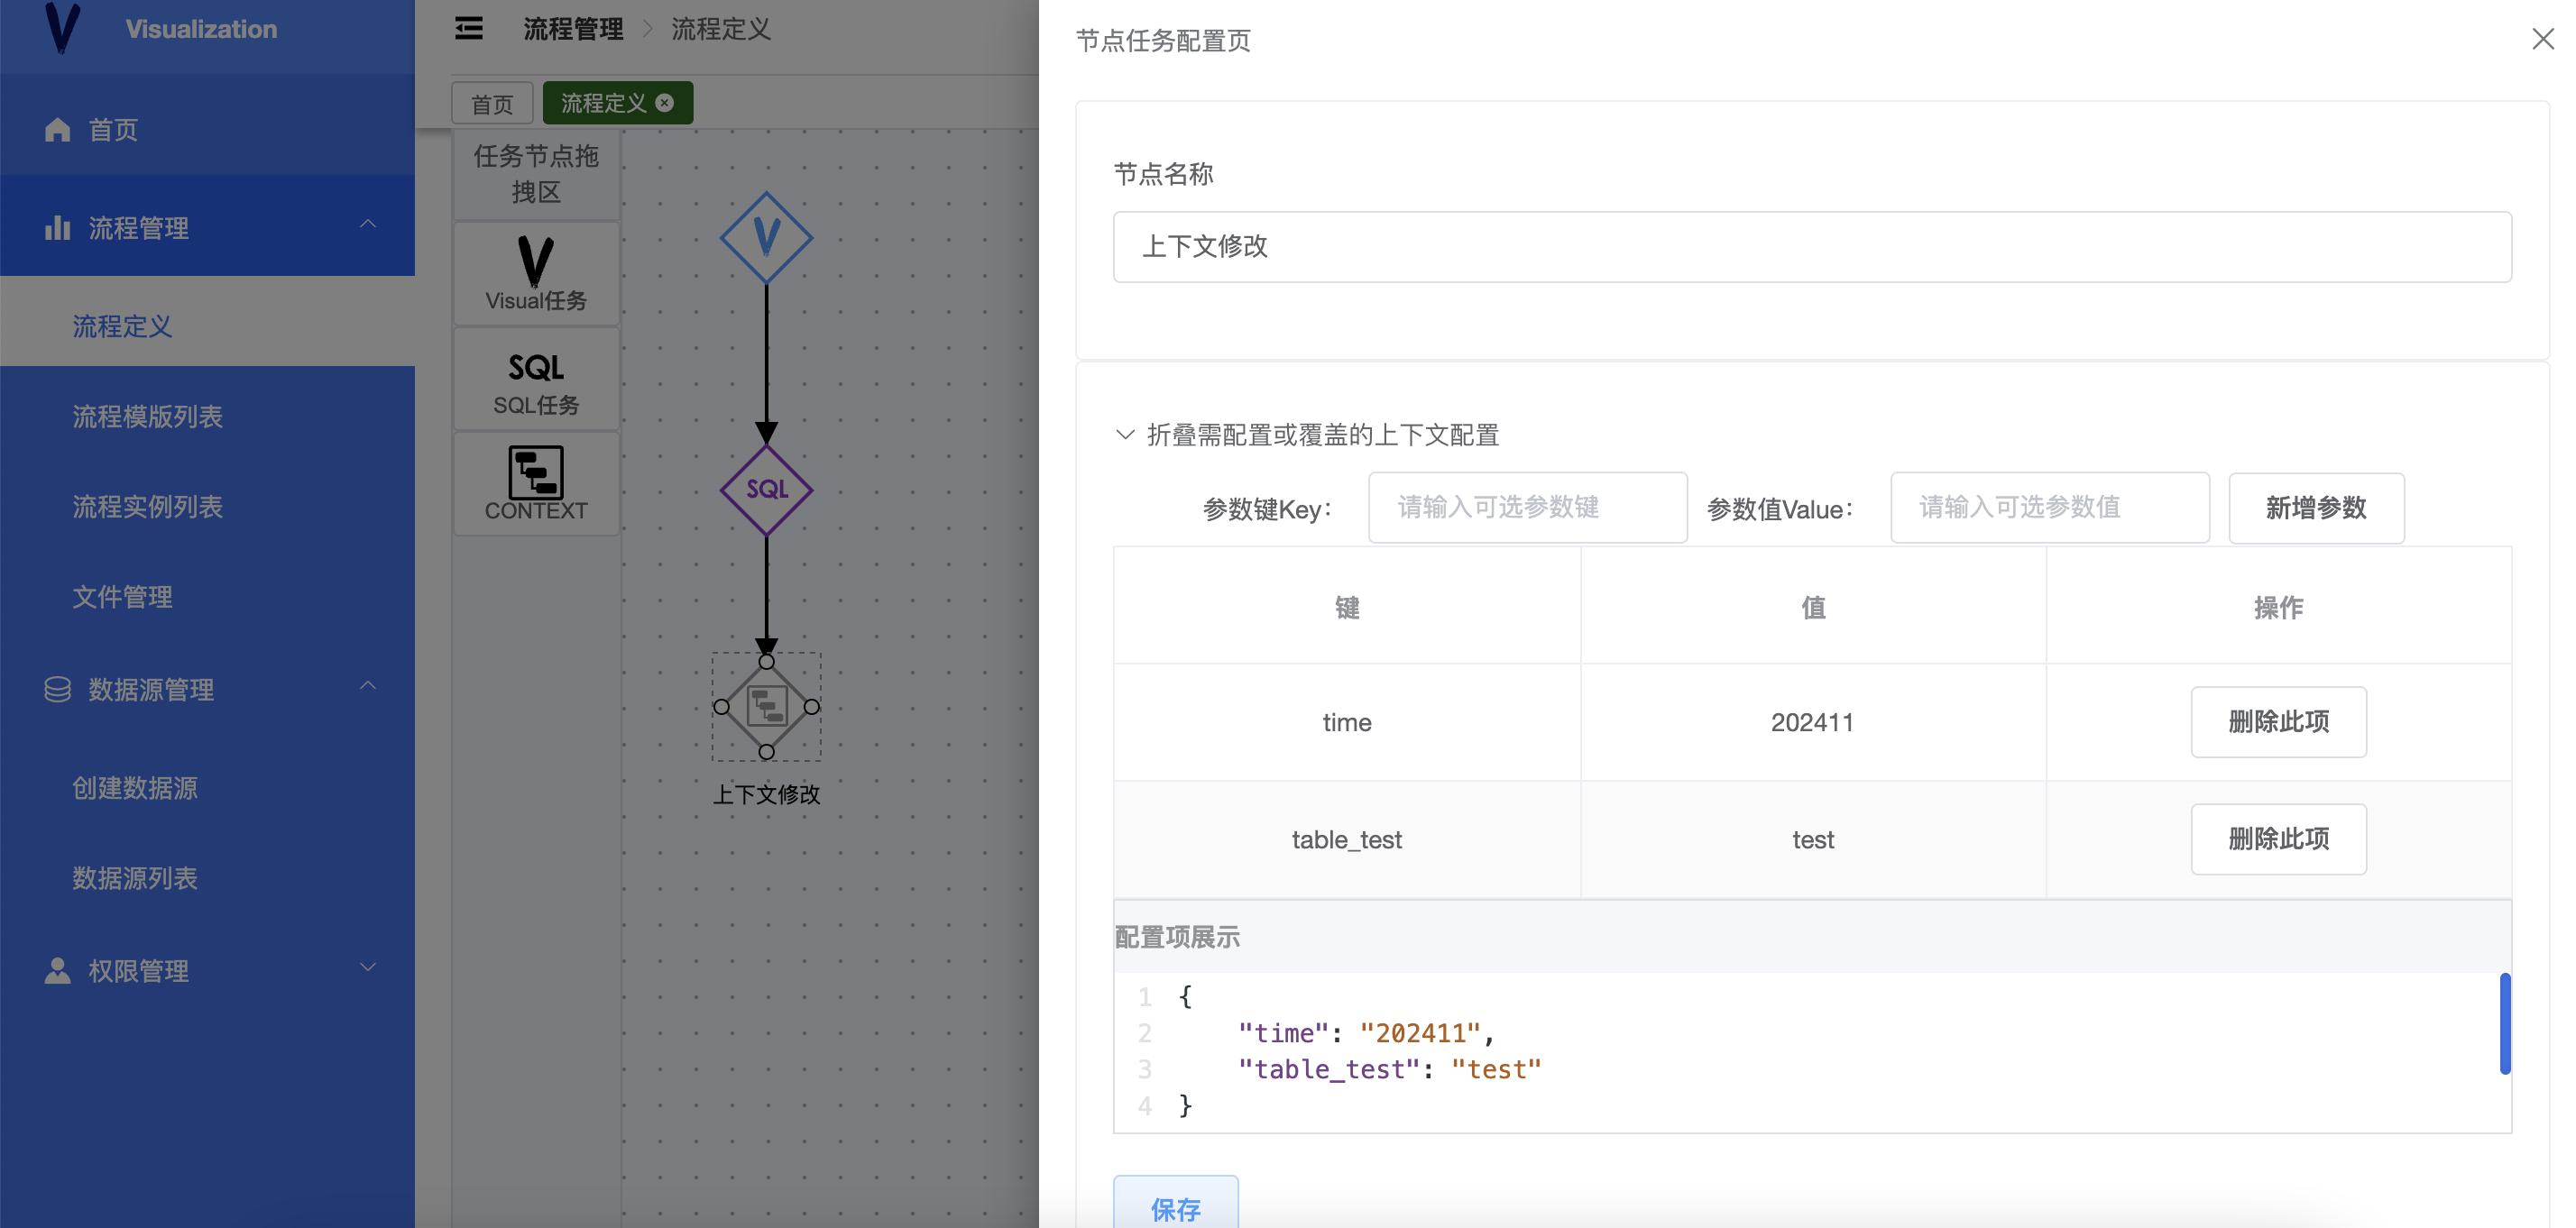 Visualization
首页
流程管理
流程定义
流程模版列表
流程实例列表
文件管理
数据源管理
创建数据源
数据源列表
权限管理
流程管理 > 流程定义
首页
流程定义
任务节点拖
拽区
Visual任务
SQL
SQL任务
CONTEXT
SQL
上下文修改
节点任务配置页
节点名称
上下文修改
折叠需配置或覆盖的上下文配置
参数键Key: 请输入可选参数键 参数值Value: 请输入可选参数值 新增参数
键 值 操作
time 202411 删除此项
table_test test 删除此项
配置项展示
1 {
2 "time": "202411",
3 "table_test": "test"
4 }
保存